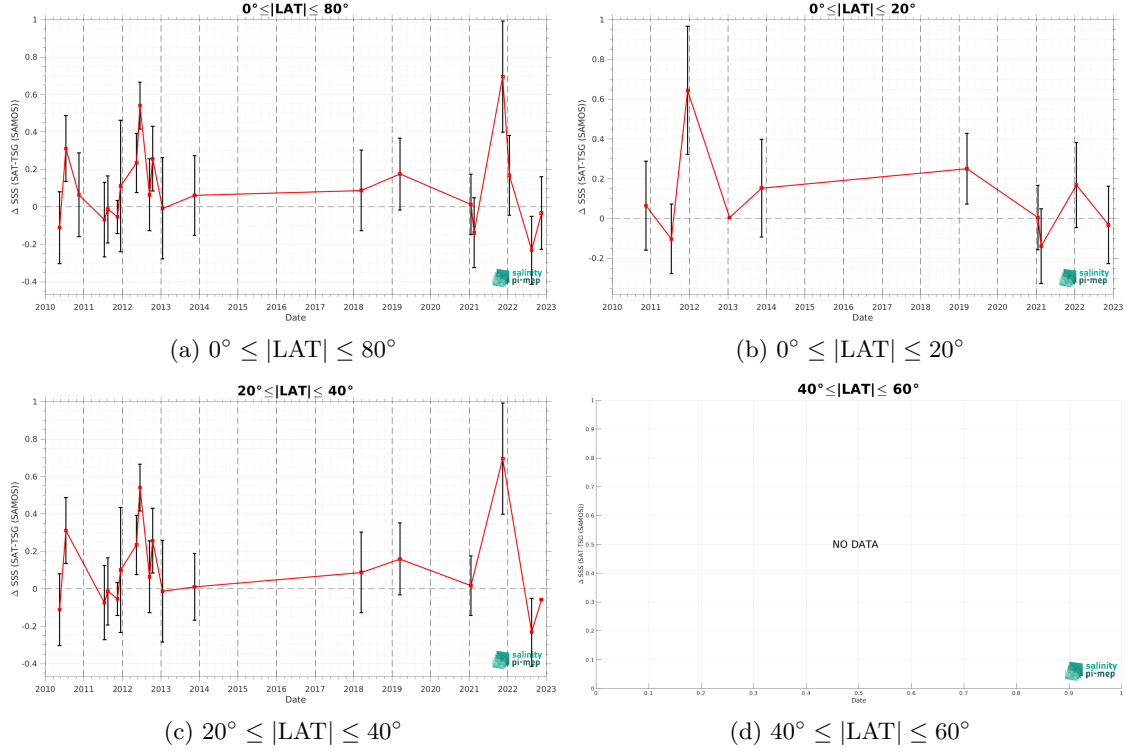 0°≤|LAT|≤ 80°
Δ SSS (SAT-TSG (SAMOS))
1
0.8
0.6
0.4
0.2
0
-0.2
-0.4
2010 2011 2012 2013 2014 2015 2016 2017 2018 2019 2020 2021 2022 2023
Date
salinity
pi-mep
(a) 0° ≤ |LAT| ≤ 80°
0°≤|LAT|≤ 20°
Δ SSS (SAT-TSG (SAMOS))
1
0.8
0.6
0.4
0.2
0
-0.2
2010 2011 2012 2013 2014 2015 2016 2017 2018 2019 2020 2021 2022 2023
Date
salinity
pi-mep
(b) 0° ≤ |LAT| ≤ 20°
20°≤|LAT|≤ 40°
Δ SSS (SAT-TSG (SAMOS))
1
0.8
0.6
0.4
0.2
0
-0.2
-0.4
2010 2011 2012 2013 2014 2015 2016 2017 2018 2019 2020 2021 2022 2023
Date
salinity
pi-mep
(c) 20° ≤ |LAT| ≤ 40°
40°≤|LAT|≤ 60°
Δ SSS (SAT-TSG (SAMOS))
1
0.9
0.8
0.7
0.6
0.5
0.4
0.3
0.2
0.1
0
NO DATA
0 0.1 0.2 0.3 0.4 0.5 0.6 0.7 0.8 0.9 1
Date
salinity
pi-mep
(d) 40° ≤ |LAT| ≤ 60°